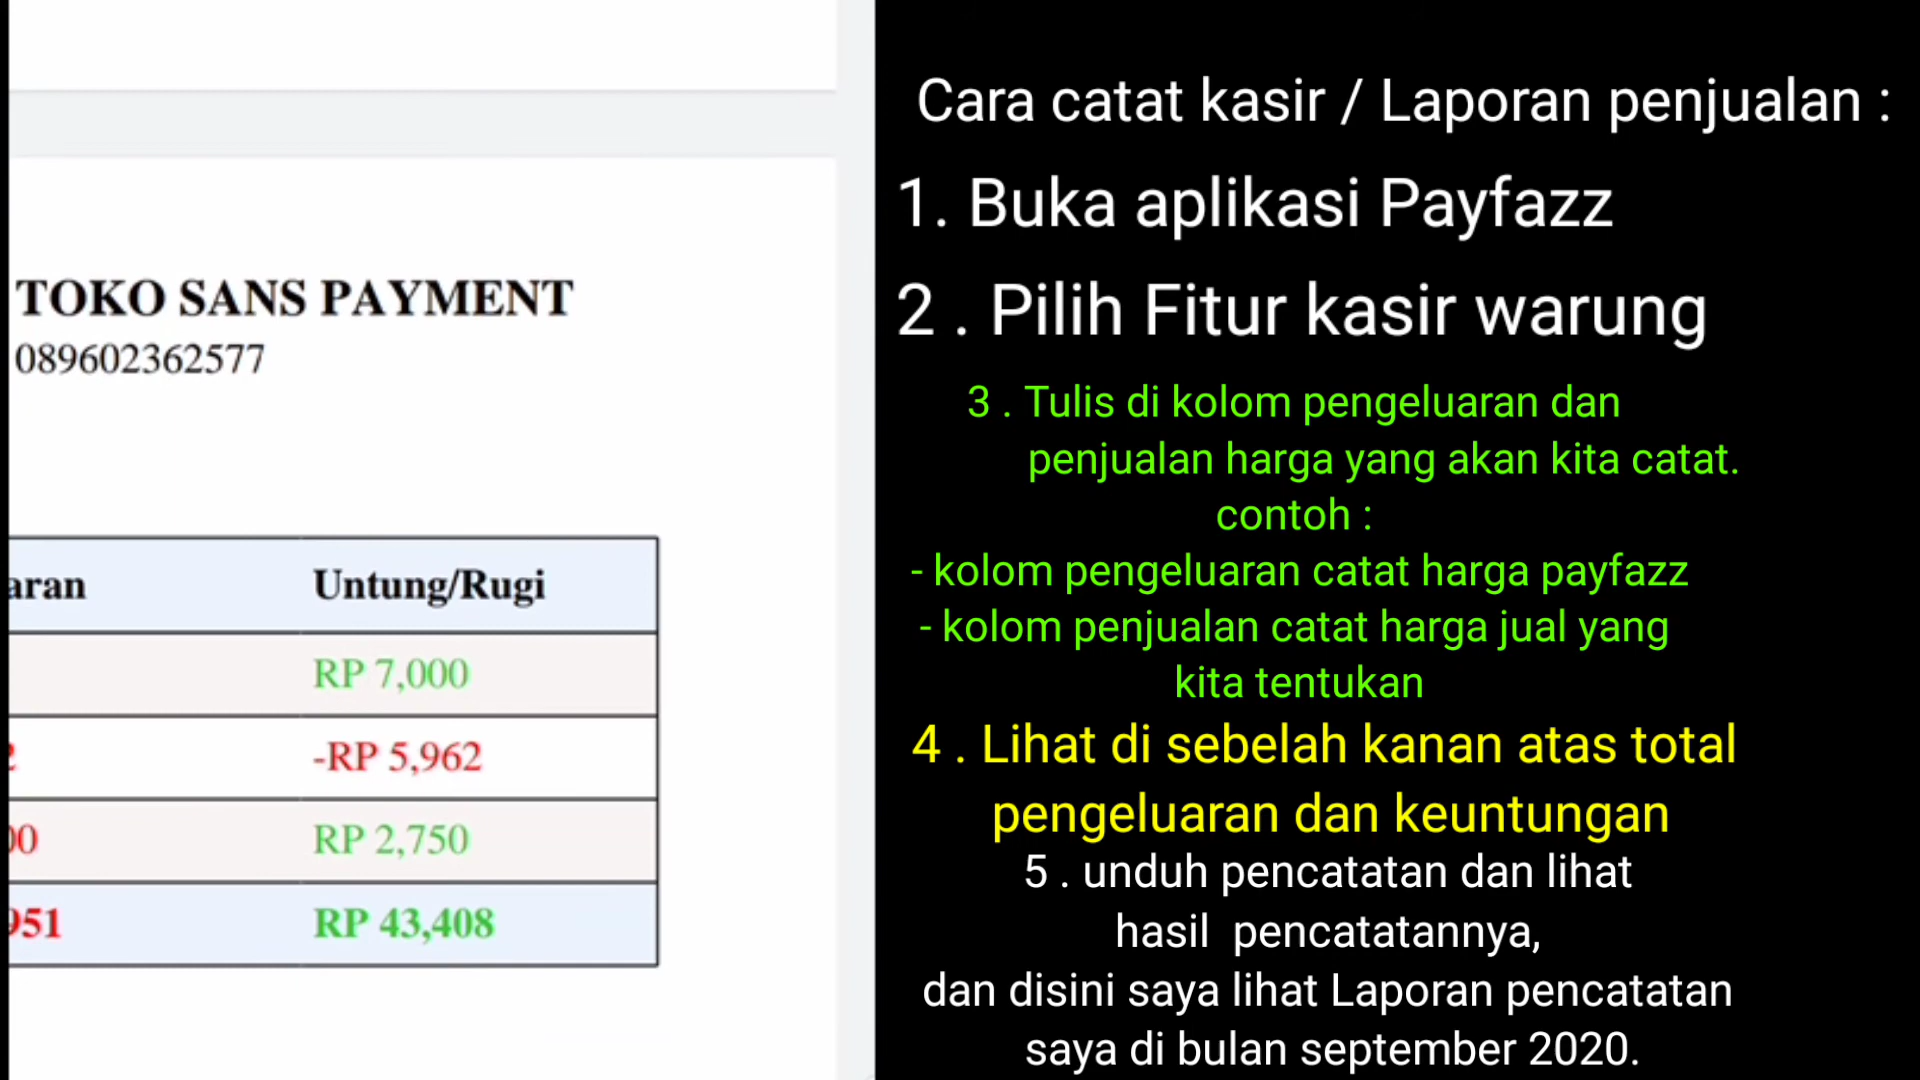 TOKO SANS PAYMENT
089602362577
Untung/Rugi
RP 7,000
-RP 5,962
RP 2,750
951 RP 43,408
Cara catat kasir / Laporan penjualan :
1. Buka aplikasi Payfazz
2 . Pilih Fitur kasir warung
3 . Tulis di kolom pengeluaran dan
penjualan harga yang akan kita catat.
contoh :
- kolom pengeluaran catat harga payfazz
- kolom penjualan catat harga jual yang
kita tentukan
4 . Lihat di sebelah kanan atas total
pengeluaran dan keuntungan
5 . unduh pencatatan dan lihat
hasil pencatatannya,
dan disini saya lihat Laporan pencatatan
saya di bulan september 2020.